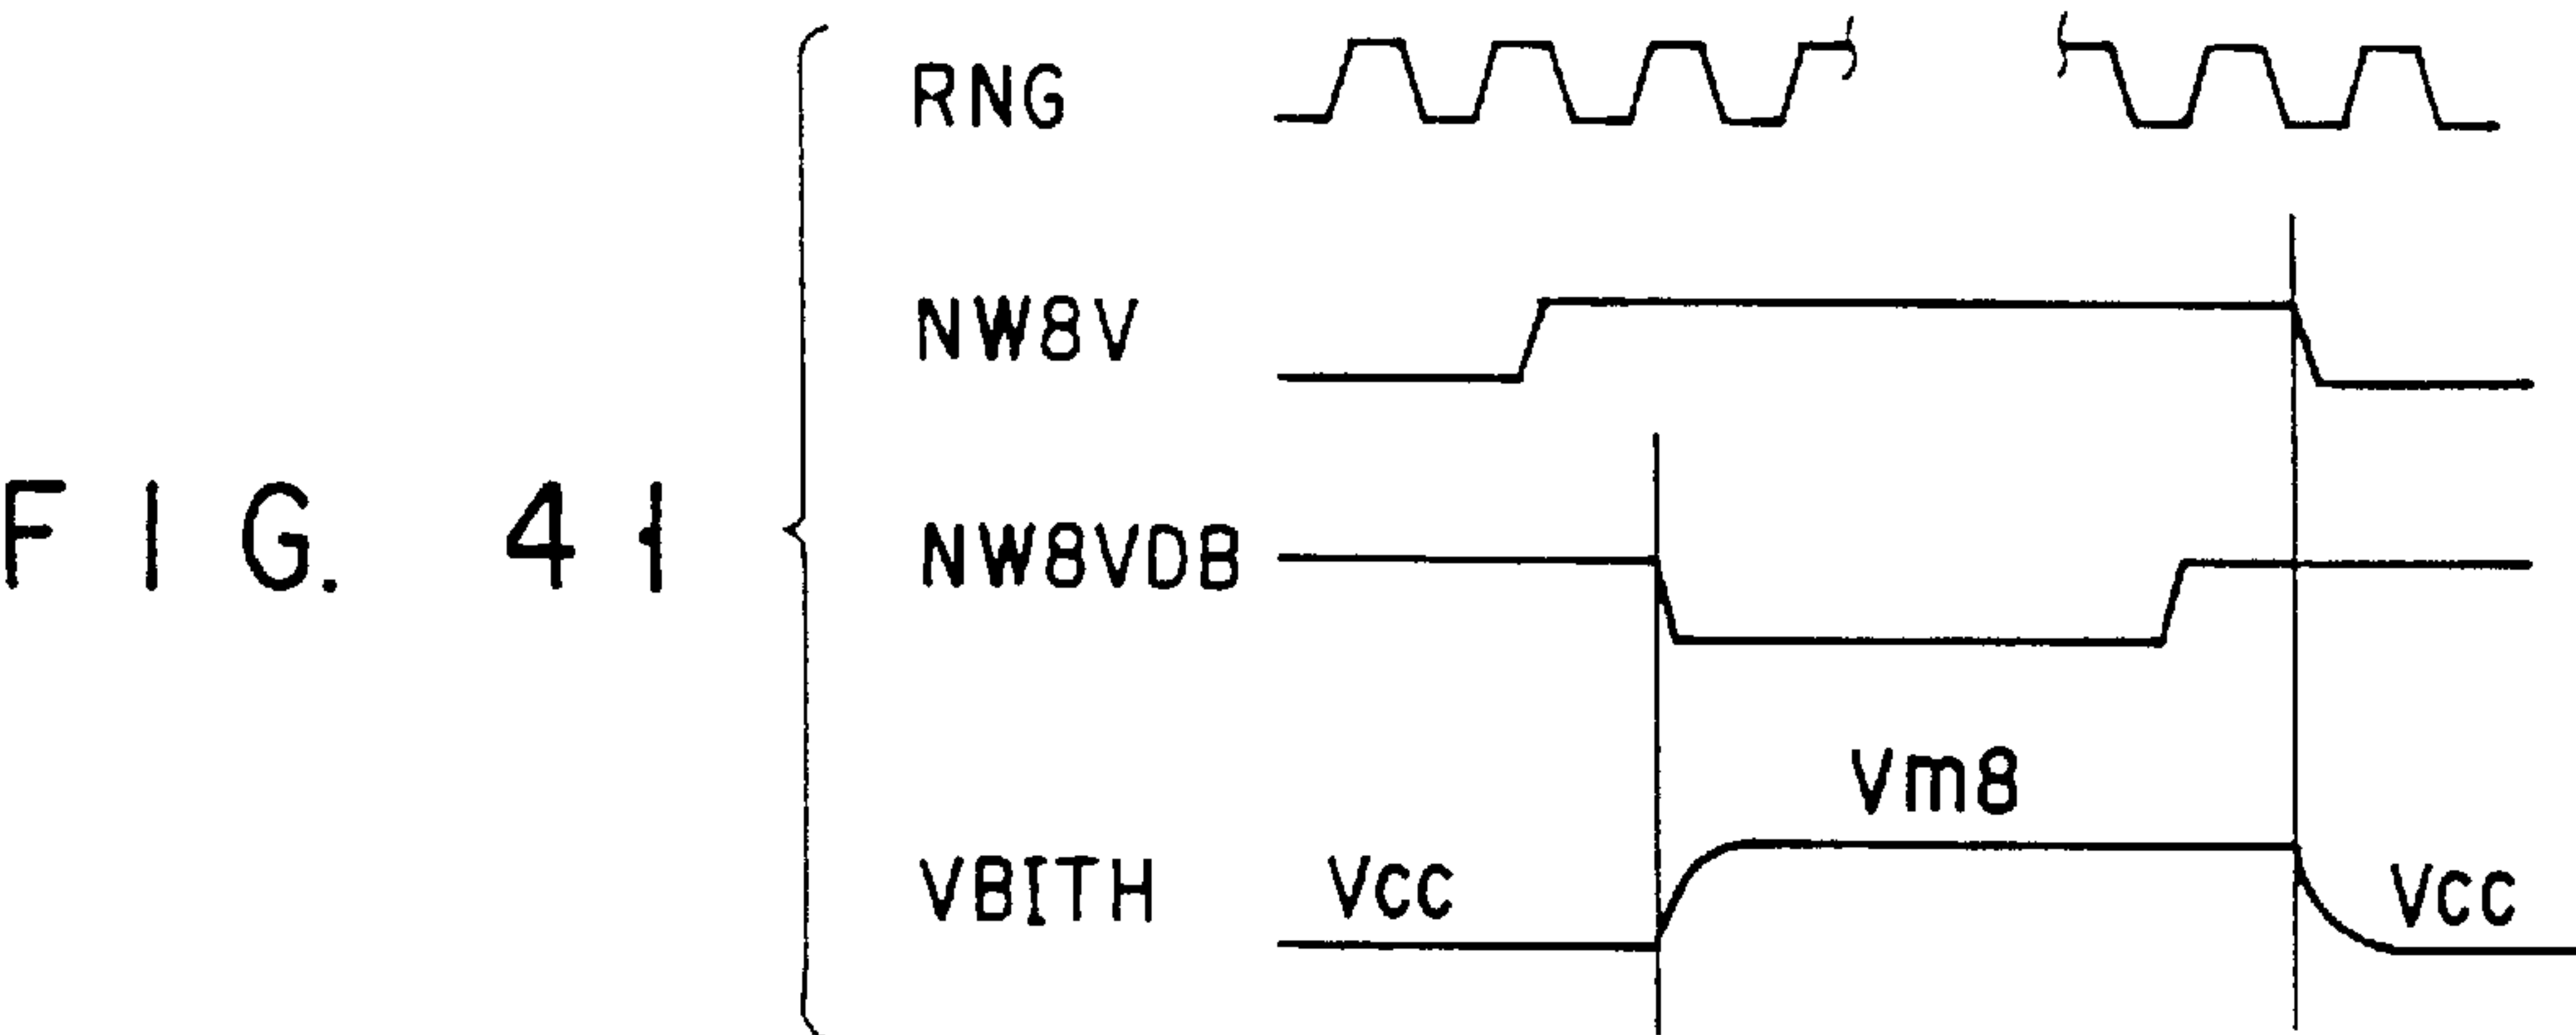 FIG. 41
RNG
NW8V
NW8VDB
Vm8
VBITH VCC VCC